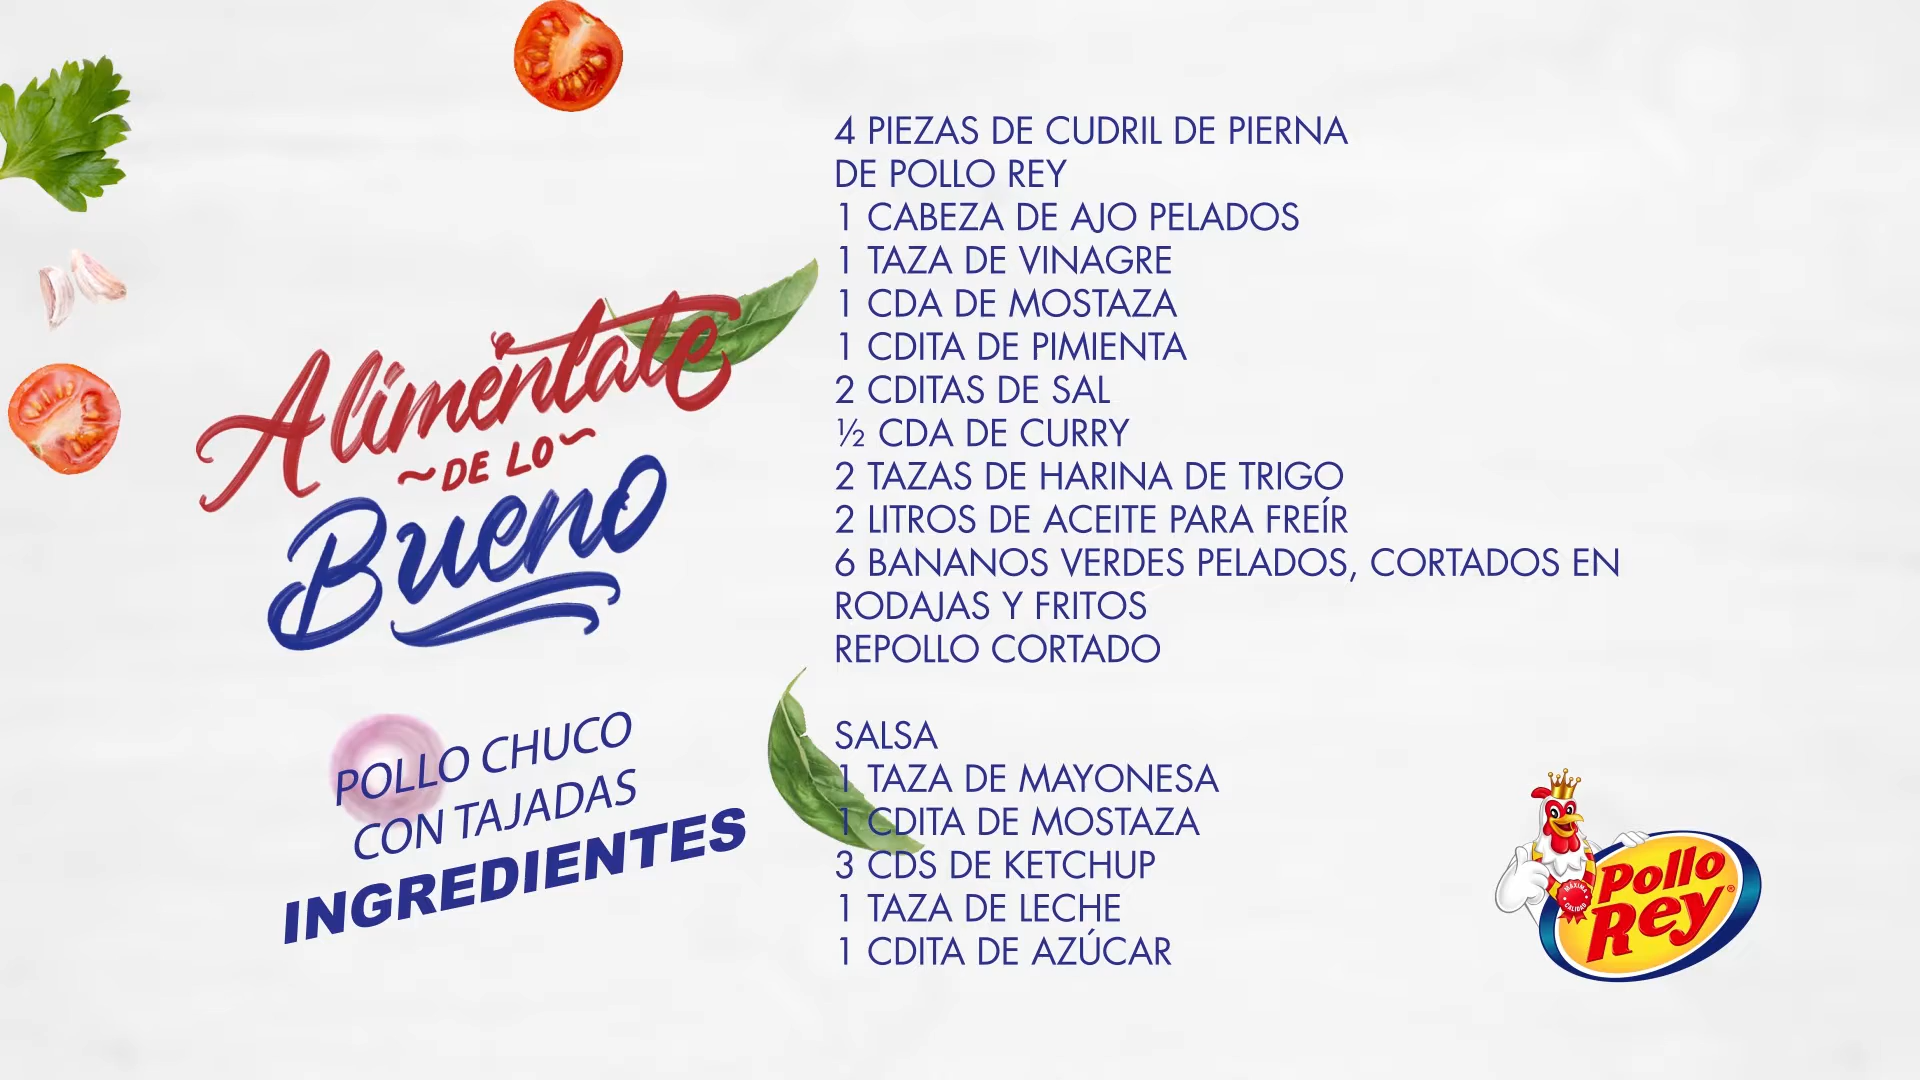 Aliméntate
~DE LO~
Bueno
POLLO CHUCO
CON TAJADAS
INGREDIENTES
4 PIEZAS DE CUDRIL DE PIERNA
DE POLLO REY
1 CABEZA DE AJO PELADOS
1 TAZA DE VINAGRE
1 CDA DE MOSTAZA
1 CDITA DE PIMIENTA
2 CDITAS DE SAL
½ CDA DE CURRY
2 TAZAS DE HARINA DE TRIGO
2 LITROS DE ACEITE PARA FREÍR
6 BANANOS VERDES PELADOS, CORTADOS EN
RODAJAS Y FRITOS
REPOLLO CORTADO
SALSA
1 TAZA DE MAYONESA
1 CDITA DE MOSTAZA
3 CDS DE KETCHUP
1 TAZA DE LECHE
1 CDITA DE AZÚCAR
MÁXIMA
CALIDAD
Pollo
Rey®